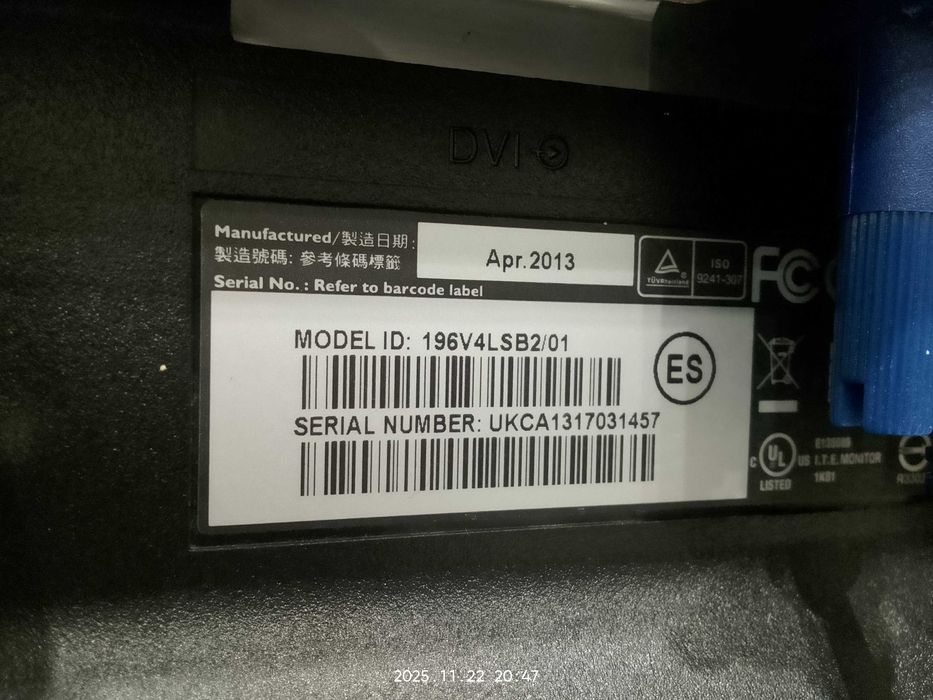 DVI
Manufactured/製造日期:
Apr.2013
製造號碼: 參考條碼標籤
Serial No. : Refer to barcode label
TÜVRheinland
ISO
9241-307
FC
MODEL ID: 196V4LSB2/01
ES
SERIAL NUMBER: UKCA1317031457
C UL US
LISTED
I.T.E. MONITOR
1KB1
2025.11.22 20:47